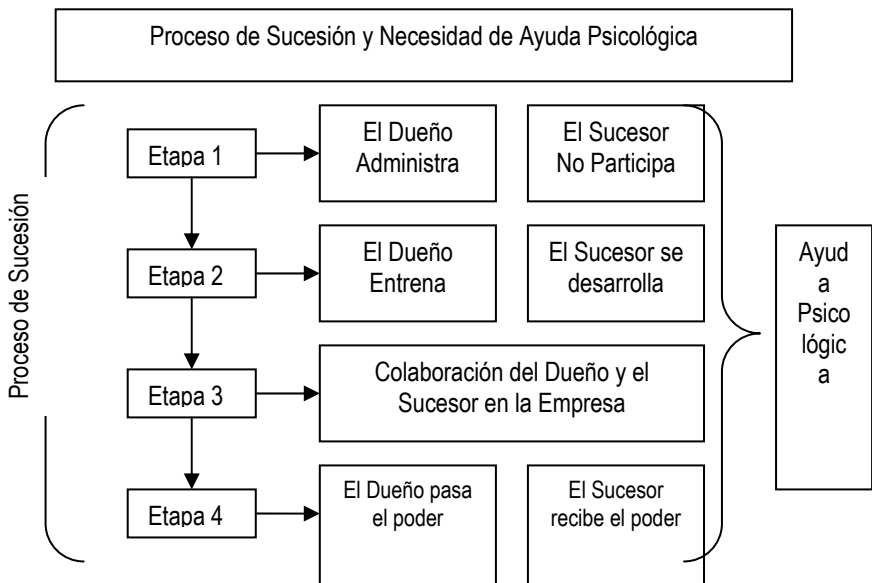 Proceso de Sucesión y Necesidad de Ayuda Psicológica
Proceso de Sucesión
Etapa 1
El Dueño
Administra
El Sucesor
No Participa
Etapa 2
El Dueño
Entrena
El Sucesor se
desarrolla
Etapa 3
Colaboración del Dueño y el
Sucesor en la Empresa
Etapa 4
El Dueño pasa
el poder
El Sucesor
recibe el poder
Ayud
a
Psico
lógic
a